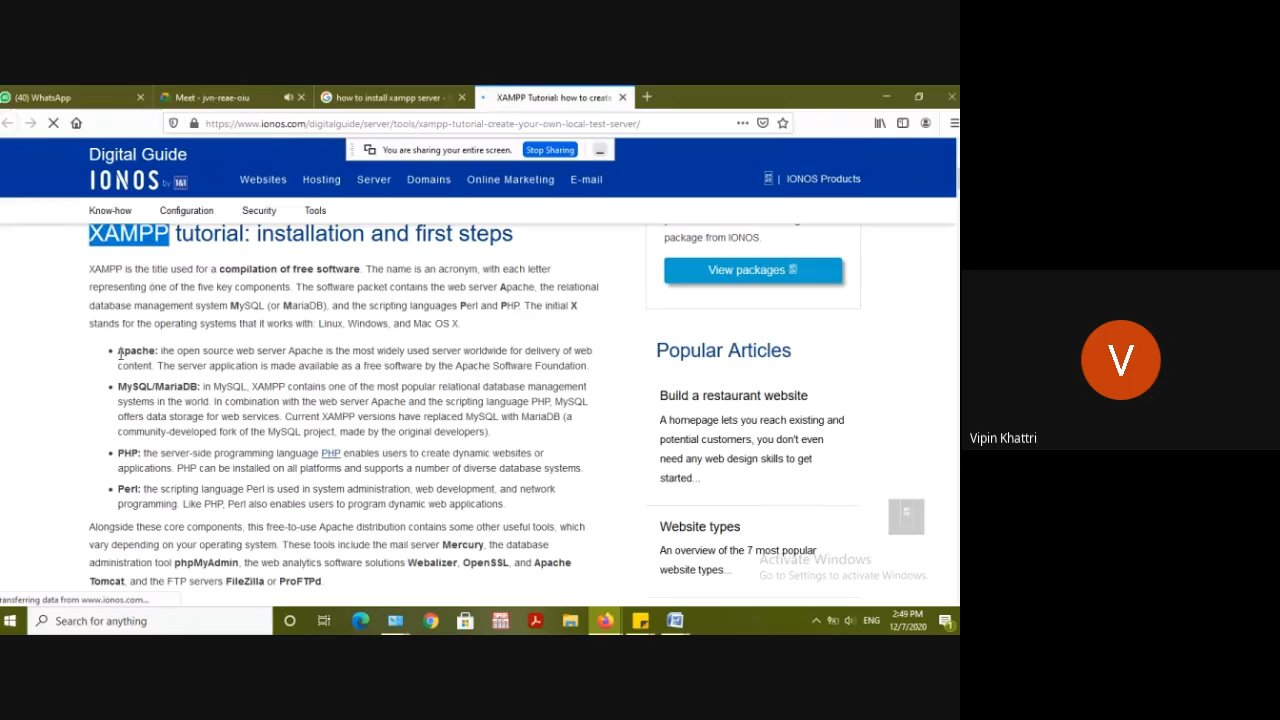 (40) WhatsApp
Meet - jvn-reae-oiu
how to install xampp server -
XAMPP Tutorial: how to create
https://www.ionos.com/digitalguide/server/tools/xampp-tutorial-create-your-own-local-test-server/
You are sharing your entire screen. Stop Sharing
Digital Guide
IONOS by 1&1
Websites Hosting Server Domains Online Marketing E-mail
IONOS Products
Know-how Configuration Security Tools
XAMPP tutorial: installation and first steps
XAMPP is the title used for a compilation of free software. The name is an acronym, with each letter
representing one of the five key components. The software packet contains the web server Apache, the relational
database management system MySQL (or MariaDB), and the scripting languages Perl and PHP. The initial X
stands for the operating systems that it works with: Linux, Windows, and Mac OS X.
• Apache: the open source web server Apache is the most widely used server worldwide for delivery of web
content. The server application is made available as a free software by the Apache Software Foundation.
• MySQL/MariaDB: in MySQL, XAMPP contains one of the most popular relational database management
systems in the world. In combination with the web server Apache and the scripting language PHP, MySQL
offers data storage for web services. Current XAMPP versions have replaced MySQL with MariaDB (a
community-developed fork of the MySQL project, made by the original developers).
• PHP: the server-side programming language PHP enables users to create dynamic websites or
applications. PHP can be installed on all platforms and supports a number of diverse database systems.
• Perl: the scripting language Perl is used in system administration, web development, and network
programming. Like PHP, Perl also enables users to program dynamic web applications.
Alongside these core components, this free-to-use Apache distribution contains some other useful tools, which
vary depending on your operating system. These tools include the mail server Mercury, the database
administration tool phpMyAdmin, the web analytics software solutions Webalizer, OpenSSL, and Apache
Tomcat, and the FTP servers FileZilla or ProFTPd.
package from IONOS.
View packages
Popular Articles
Build a restaurant website
A homepage lets you reach existing and
potential customers, you don't even
need any web design skills to get
started...
Website types
An overview of the 7 most popular
website types...
Activate Windows
Go to Settings to activate Windows.
ransferring data from www.ionos.com...
Search for anything
ENG
2:49 PM
12/7/2020
V
Vipin Khattri